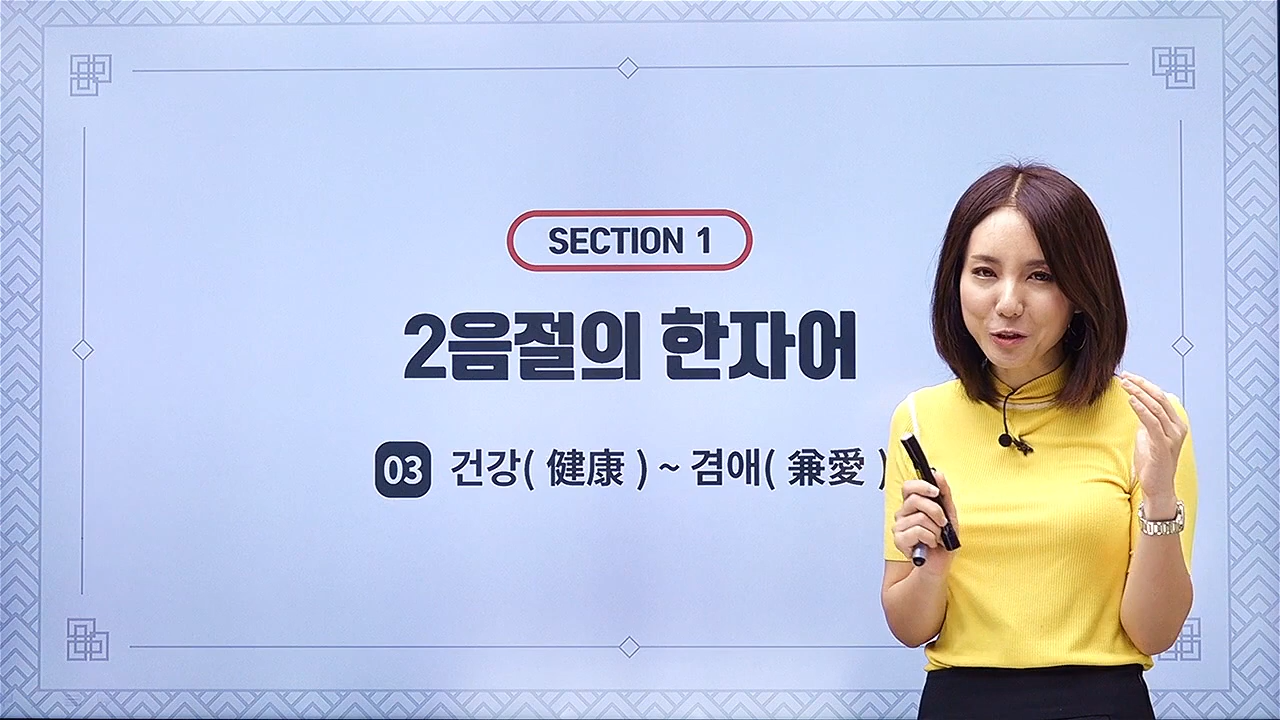 SECTION 1
2음절의 한자어
03 건강( 健康 ) ~ 겸애( 兼愛 )